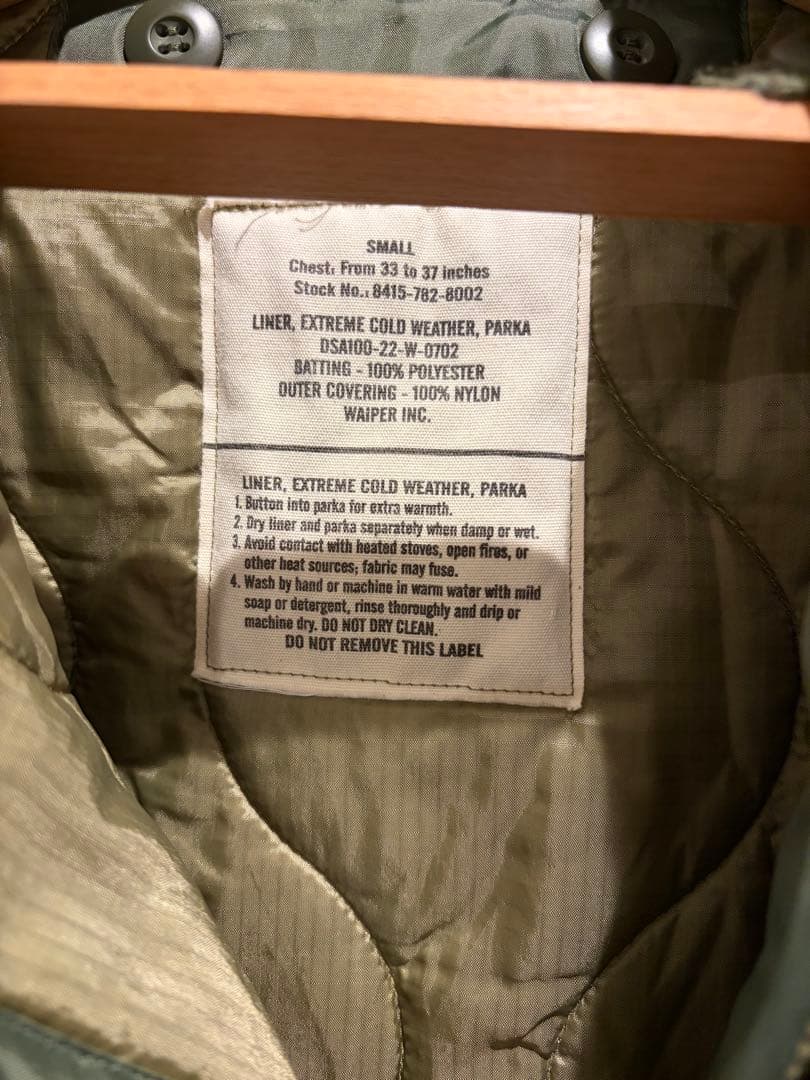 SMALL
Chest: From 33 to 37 inches
Stock No.: 8415-782-8002
LINER, EXTREME COLD WEATHER, PARKA
DSA100-22-W-0702
BATTING - 100% POLYESTER
OUTER COVERING - 100% NYLON
WAIPER INC.
LINER, EXTREME COLD WEATHER, PARKA
1. Button into parka for extra warmth.
2. Dry liner and parka separately when damp or wet.
3. Avoid contact with heated stoves, open fires, or
other heat sources; fabric may fuse.
4. Wash by hand or machine in warm water with mild
soap or detergent, rinse thoroughly and drip or
machine dry. DO NOT DRY CLEAN.
DO NOT REMOVE THIS LABEL